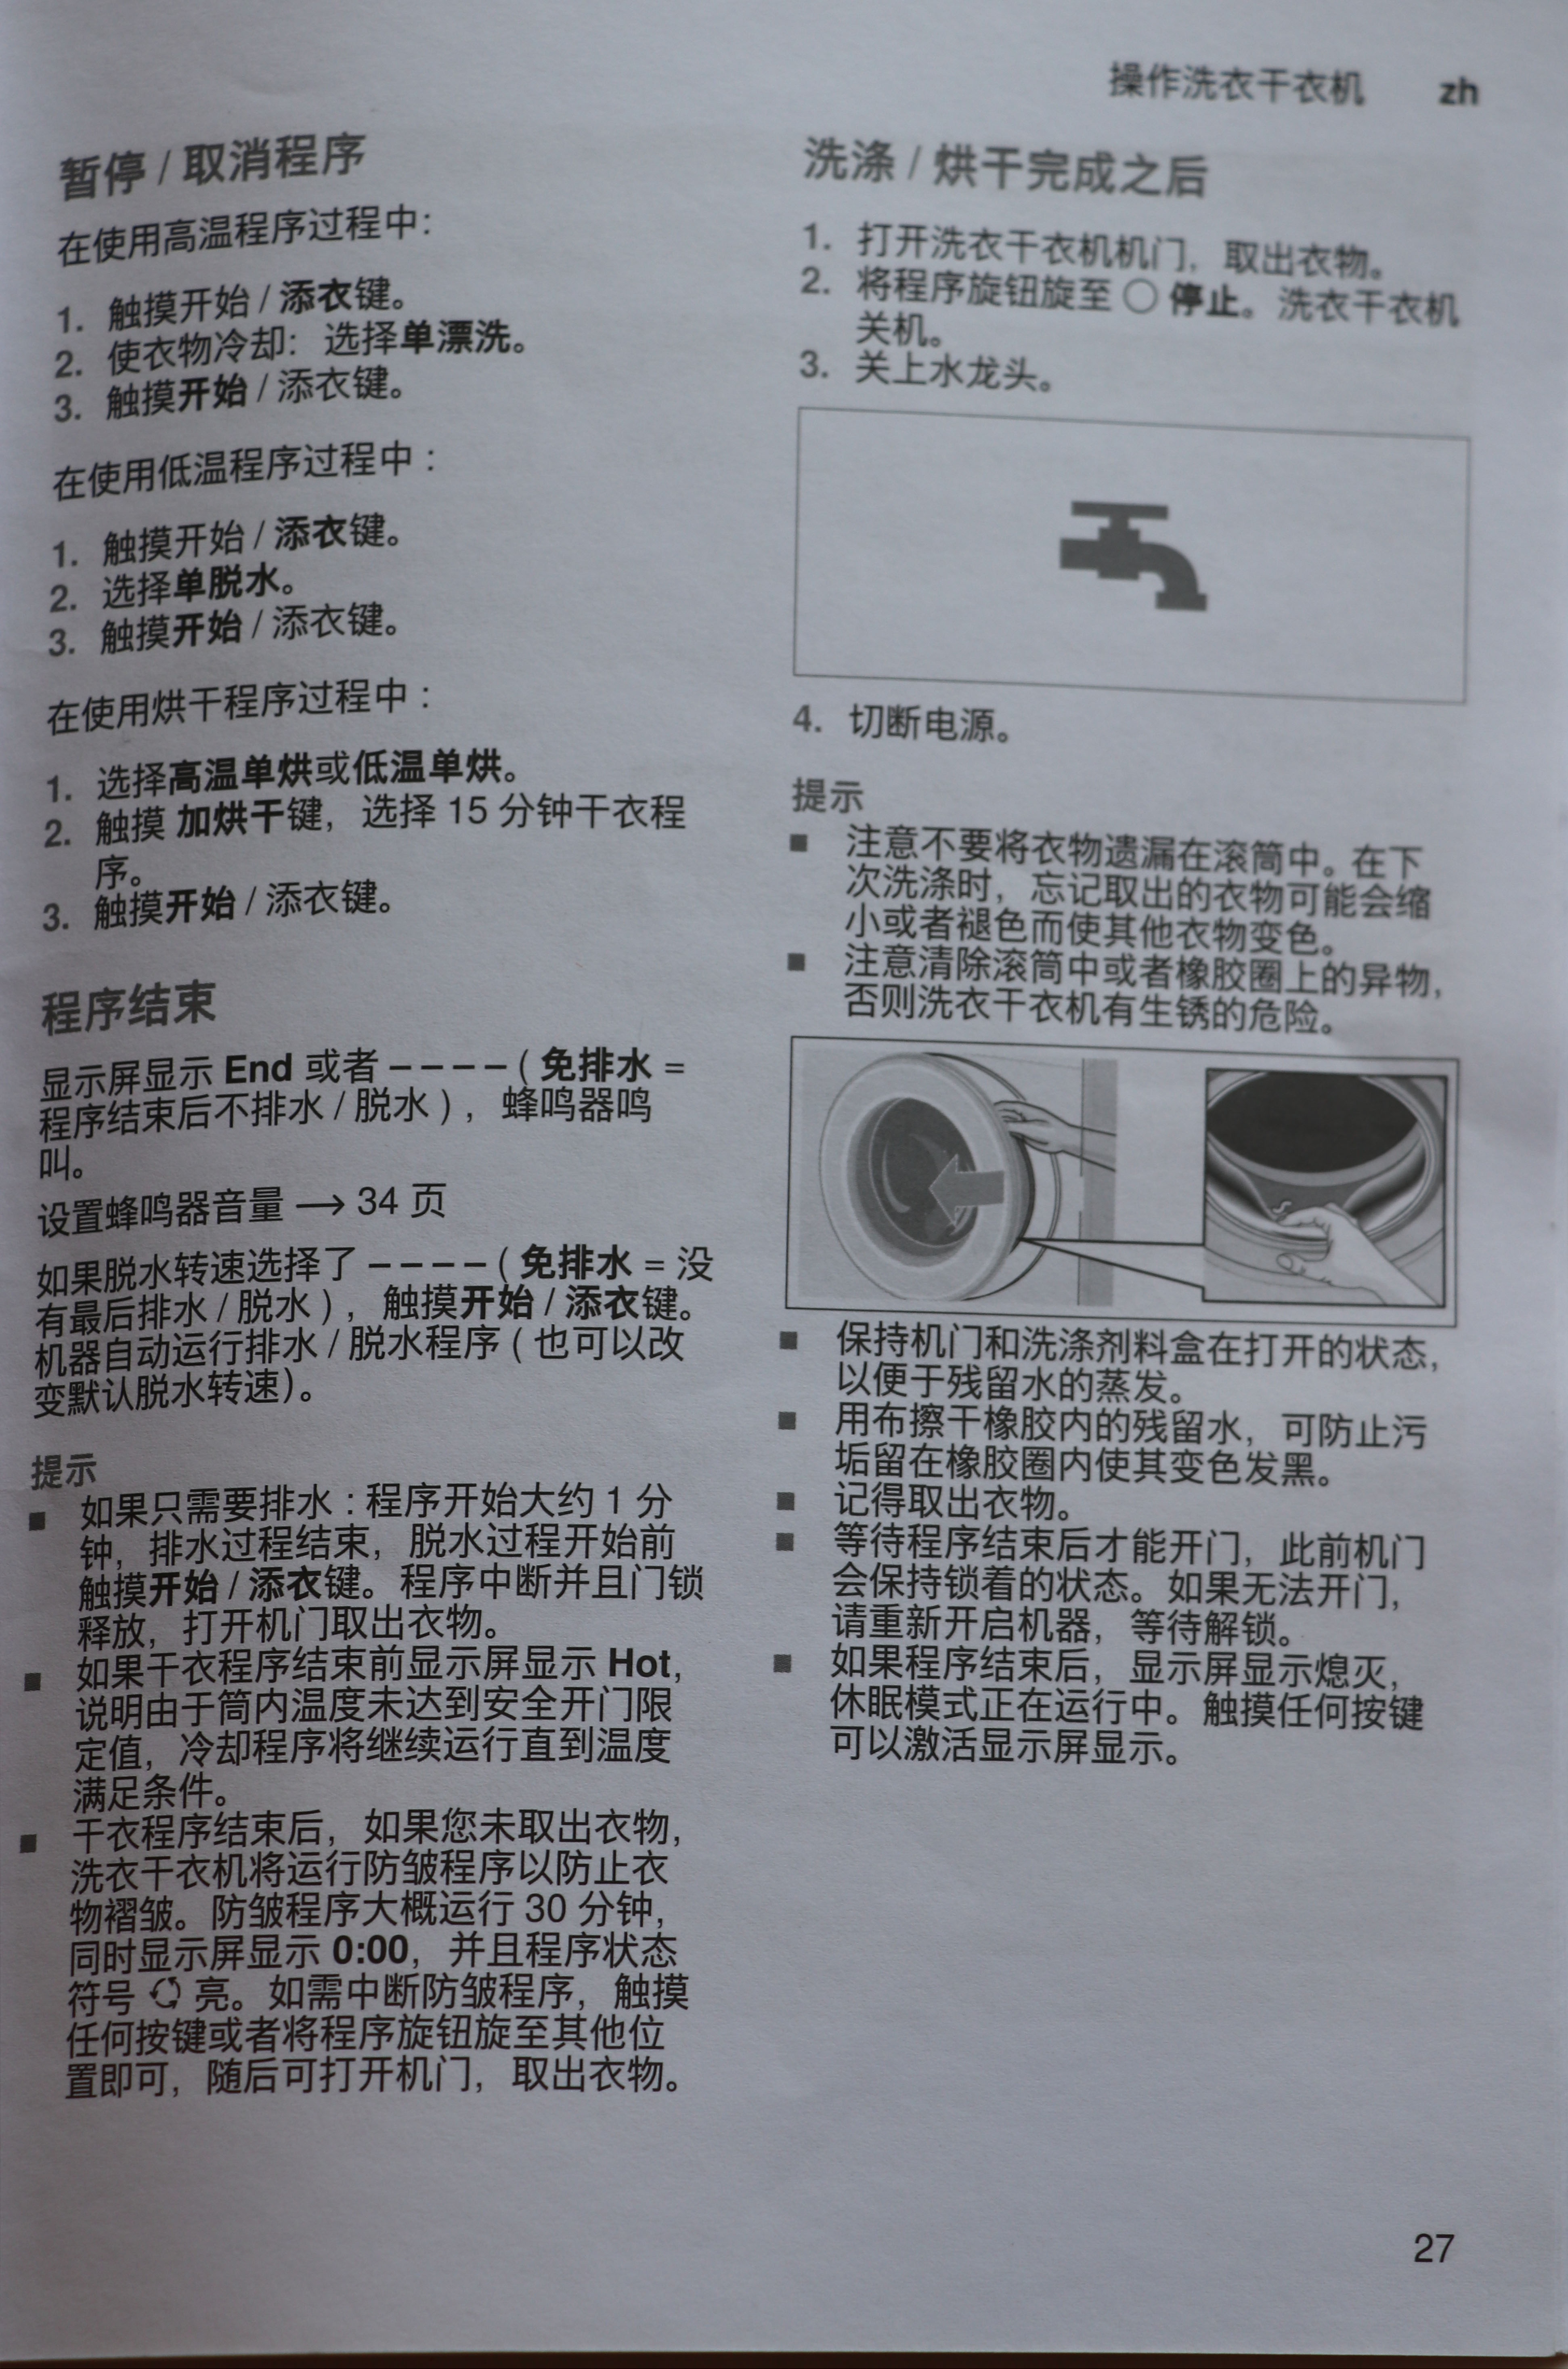 操作洗衣干衣机 zh
暂停 / 取消程序
在使用高温程序过程中：
1. 触摸开始 / 添衣键。
2. 使衣物冷却：选择单漂洗。
3. 触摸开始 / 添衣键。
在使用低温程序过程中：
1. 触摸开始 / 添衣键。
2. 选择单脱水。
3. 触摸开始 / 添衣键。
在使用烘干程序过程中：
1. 选择高温单烘或低温单烘。
2. 触摸 加烘干键，选择 15 分钟干衣程
序。
3. 触摸开始 / 添衣键。
程序结束
显示屏显示 End 或者 – – – – ( 免排水 =
程序结束后不排水 / 脱水 ) ，蜂鸣器鸣
叫。
设置蜂鸣器音量 → 34 页
如果脱水转速选择了 – – – – ( 免排水 = 没
有最后排水 / 脱水 ) ，触摸开始 / 添衣键。
机器自动运行排水 / 脱水程序 ( 也可以改
变默认脱水转速)。
提示
■ 如果只需要排水 : 程序开始大约 1 分
钟，排水过程结束，脱水过程开始前
触摸开始 / 添衣键。程序中断并且门锁
释放，打开机门取出衣物。
■ 如果干衣程序结束前显示屏显示 Hot，
说明由于筒内温度未达到安全开门限
定值，冷却程序将继续运行直到温度
满足条件。
■ 干衣程序结束后，如果您未取出衣物，
洗衣干衣机将运行防皱程序以防止衣
物褶皱。防皱程序大概运行 30 分钟，
同时显示屏显示 0:00，并且程序状态
符号 亮。如需中断防皱程序，触摸
任何按键或者将程序旋钮旋至其他位
置即可，随后可打开机门，取出衣物。
洗涤 / 烘干完成之后
1. 打开洗衣干衣机机门，取出衣物。
2. 将程序旋钮旋至 ○ 停止。洗衣干衣机
关机。
3. 关上水龙头。
4. 切断电源。
提示
■ 注意不要将衣物遗漏在滚筒中。在下
次洗涤时，忘记取出的衣物可能会缩
小或者褪色而使其他衣物变色。
■ 注意清除滚筒中或者橡胶圈上的异物，
否则洗衣干衣机有生锈的危险。
■ 保持机门和洗涤剂料盒在打开的状态，
以便于残留水的蒸发。
■ 用布擦干橡胶内的残留水，可防止污
垢留在橡胶圈内使其变色发黑。
■ 记得取出衣物。
■ 等待程序结束后才能开门，此前机门
会保持锁着的状态。如果无法开门，
请重新开启机器，等待解锁。
■ 如果程序结束后，显示屏显示熄灭，
休眠模式正在运行中。触摸任何按键
可以激活显示屏显示。
27